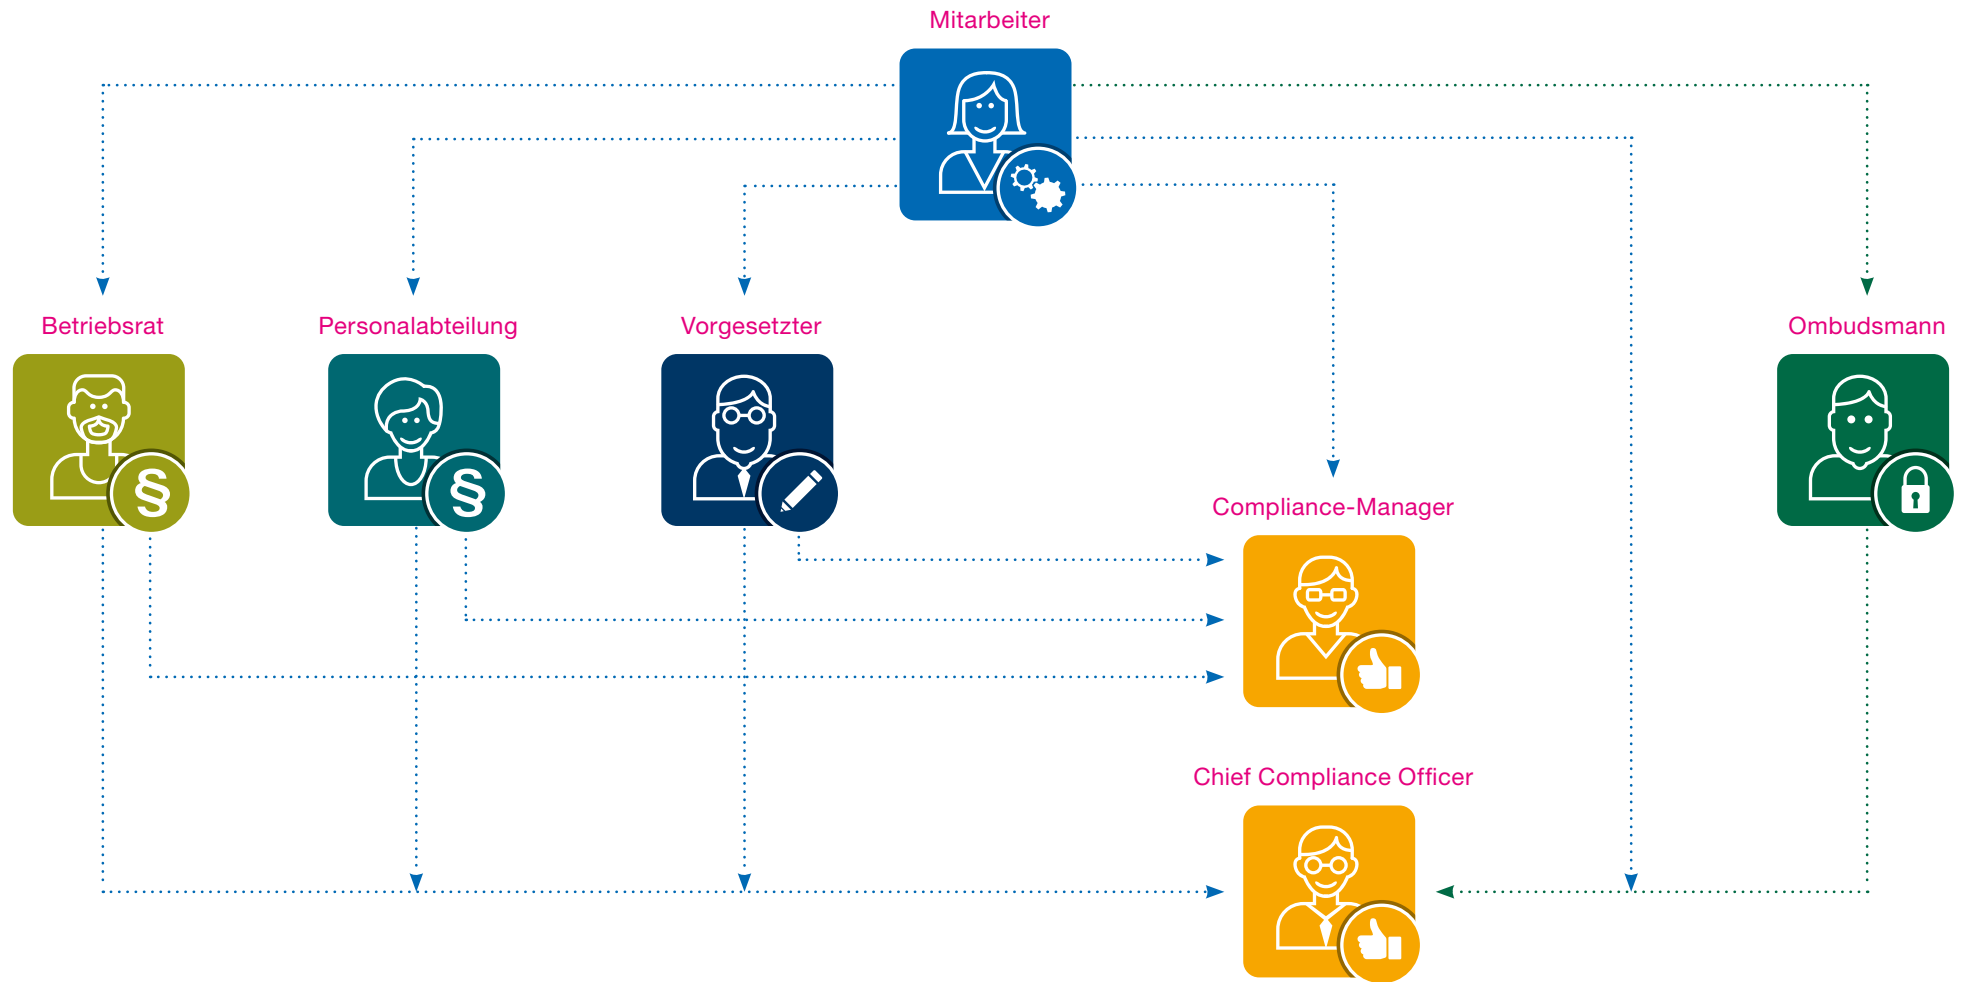 Mitarbeiter
Betriebsrat
Personalabteilung
Vorgesetzter
Ombudsmann
§
§
Compliance-Manager
Chief Compliance Officer